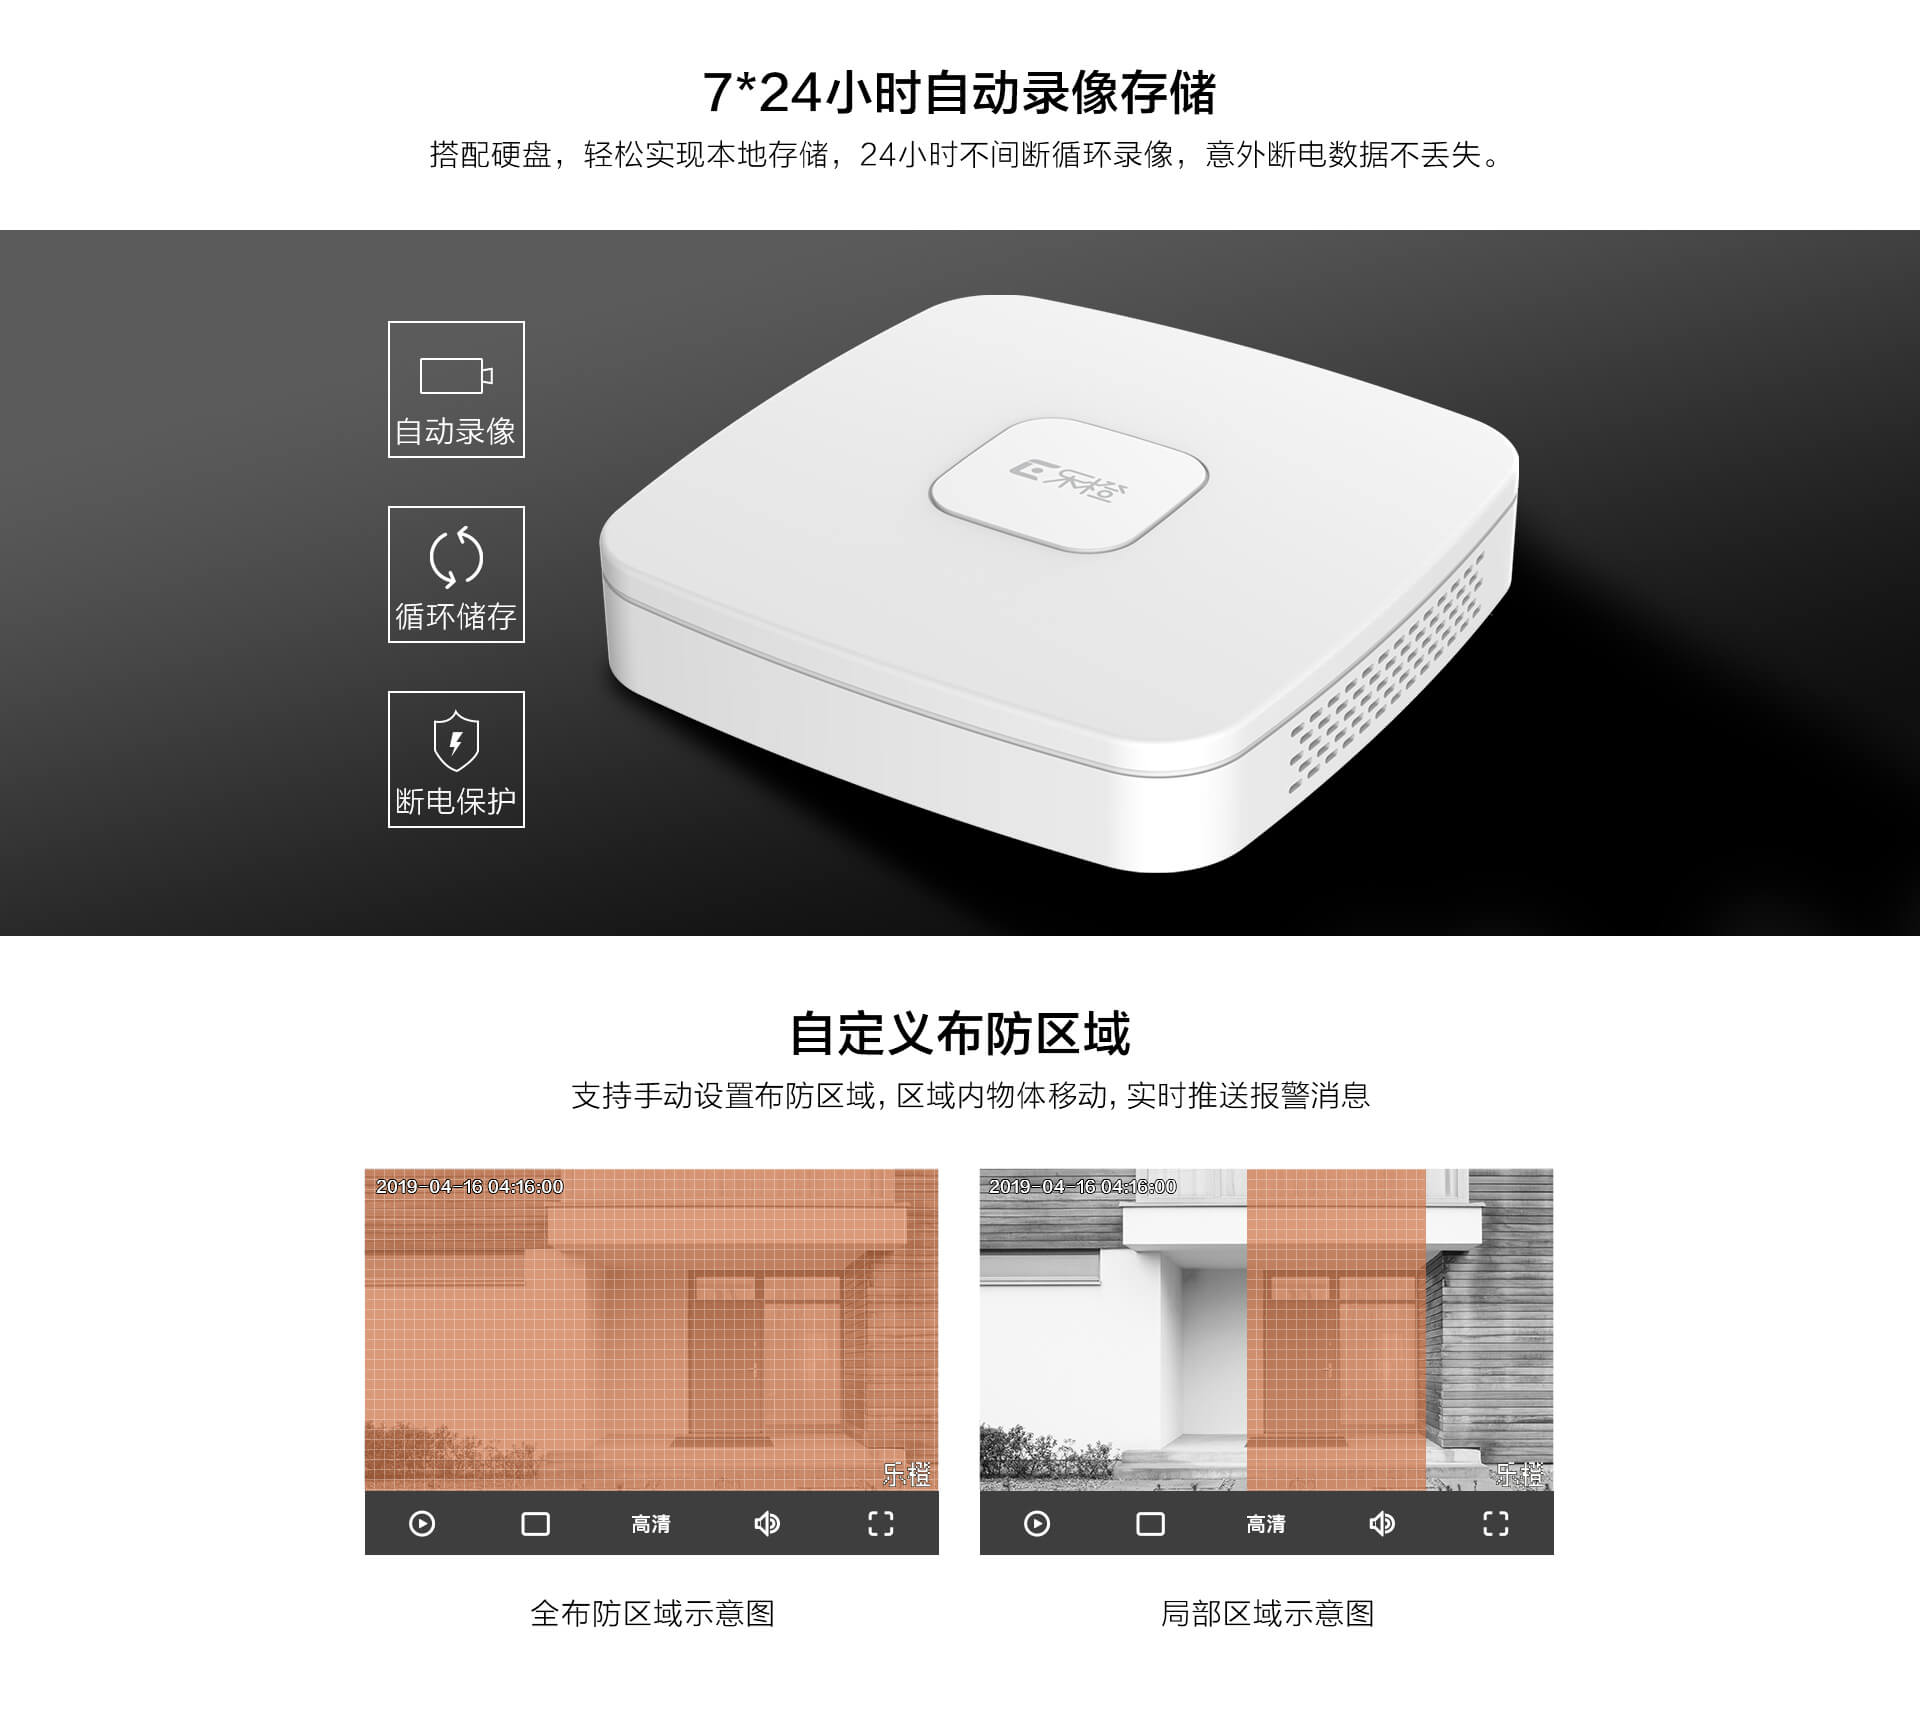 7*24小时自动录像存储
搭配硬盘，轻松实现本地存储，24小时不间断循环录像，意外断电数据不丢失。
自动录像
乐橙
循环储存
断电保护
自定义布防区域
支持手动设置布防区域, 区域内物体移动, 实时推送报警消息
2019-04-16 04:16:00
乐橙
高清
全布防区域示意图
2019-04-16 04:16:00
乐橙
高清
局部区域示意图